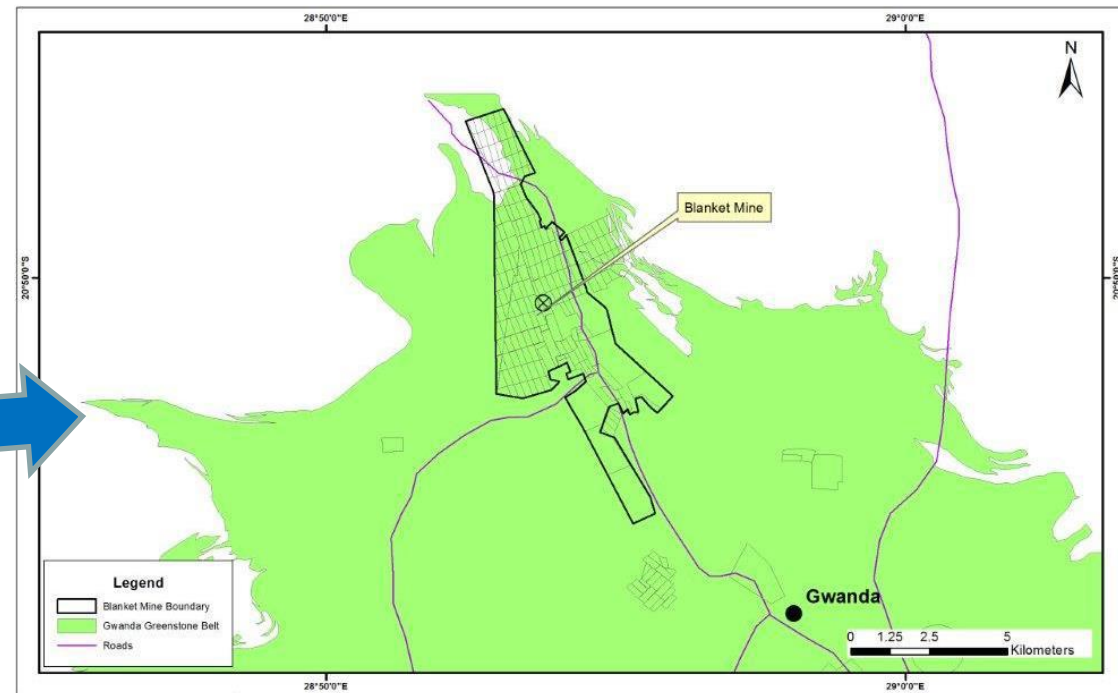 28°50'0"E
29°0'0"E
N
Blanket Mine
20°50'0"S
20°50'0"S
Legend
Blanket Mine Boundary
Gwanda Greenstone Belt
Roads
Gwanda
0 1.25 2.5 5
Kilometers
28°50'0"E
29°0'0"E